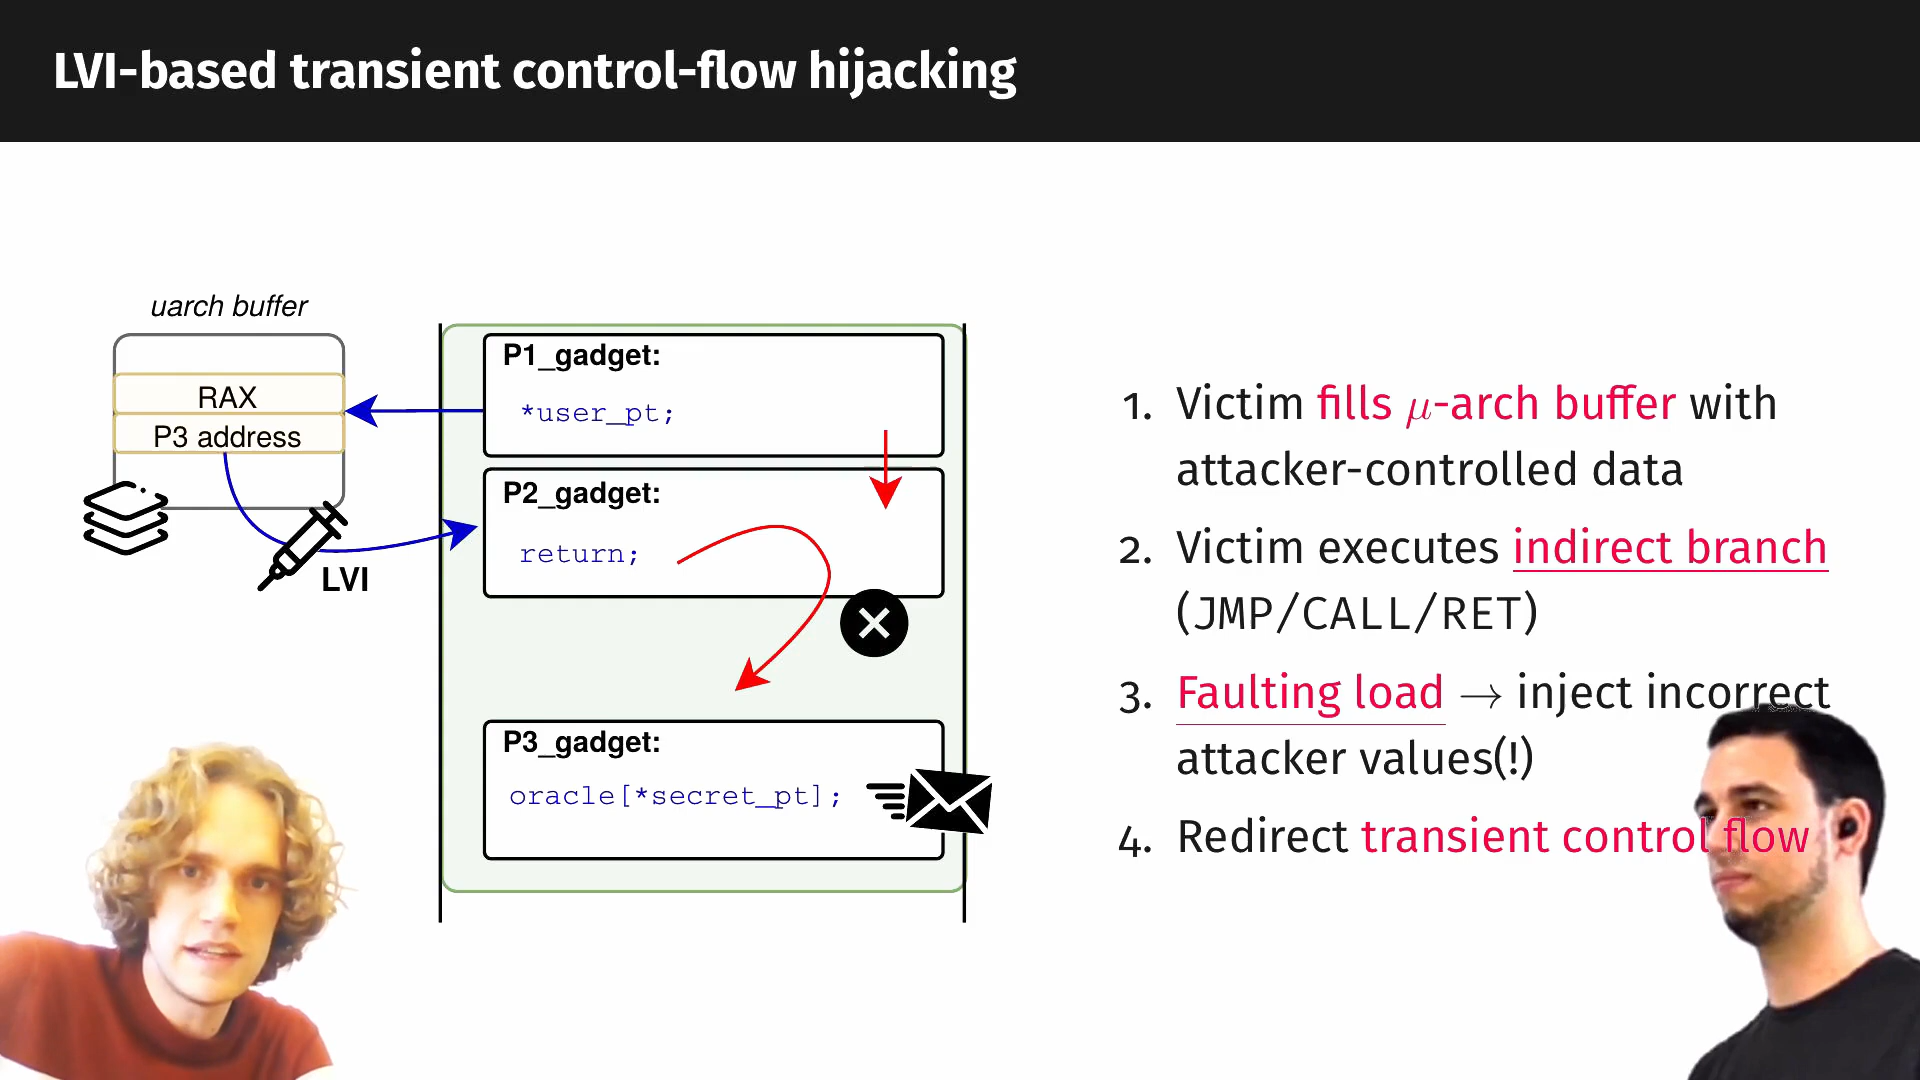 LVI-based transient control-flow hijacking
uarch buffer
RAX
P3 address
LVI
P1_gadget:
*user_pt;
P2_gadget:
return;
P3_gadget:
oracle[*secret_pt];
1. Victim fills μ-arch buffer with
attacker-controlled data
2. Victim executes indirect branch
(JMP/CALL/RET)
3. Faulting load → inject incorrect
attacker values(!)
4. Redirect transient control flow